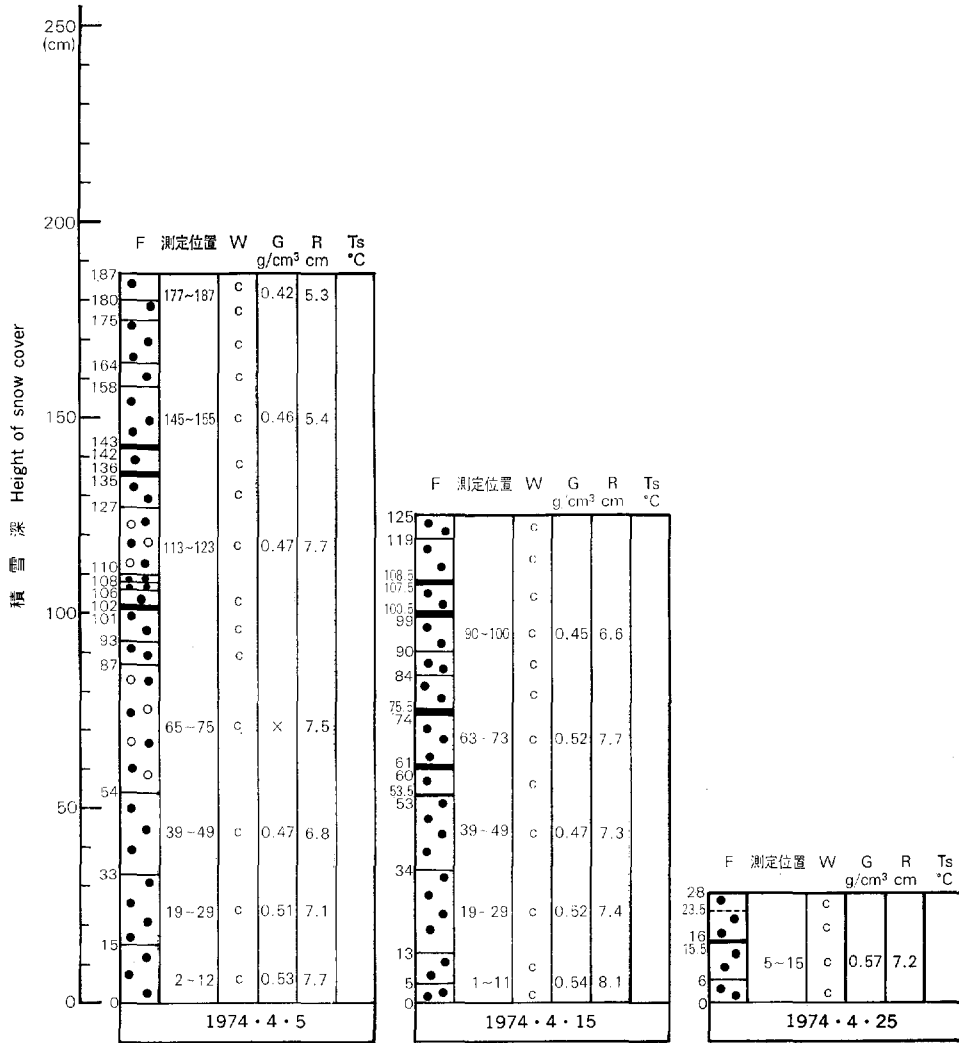 250
(cm)
200
150
100
50
0
積雪深 Height of snow cover
F 測定位置 W G R Ts
g/cm³ cm °C
187
180
175
164
158
143
142
136
135
127
110
108
106
102
101
93
87
54
33
15
0
177~187 c 0.42 5.3
c
c
c
145~155 c 0.46 5.4
c
c
113~123 c 0.47 7.7
c
c
c
65~75 c × 7.5
39~49 c 0.47 6.8
19~29 c 0.51 7.1
2~12 c 0.53 7.7
1974・4・5
F 測定位置 W G R Ts
g/cm³ cm °C
125
119
108.5
107.5
100.5
99
90
84
75.5
74
61
60
53.5
53
34
13
5
0
c
c
c
90~100 c 0.45 6.6
c
c
63~73 c 0.52 7.7
c
39~49 c 0.47 7.3
19~29 c 0.52 7.4
c
1~11 0.54 8.1
c
1974・4・15
F 測定位置 W G R Ts
g/cm³ cm °C
28
23.5
16
15.5
6
0
c
c
5~15 c 0.57 7.2
c
1974・4・25